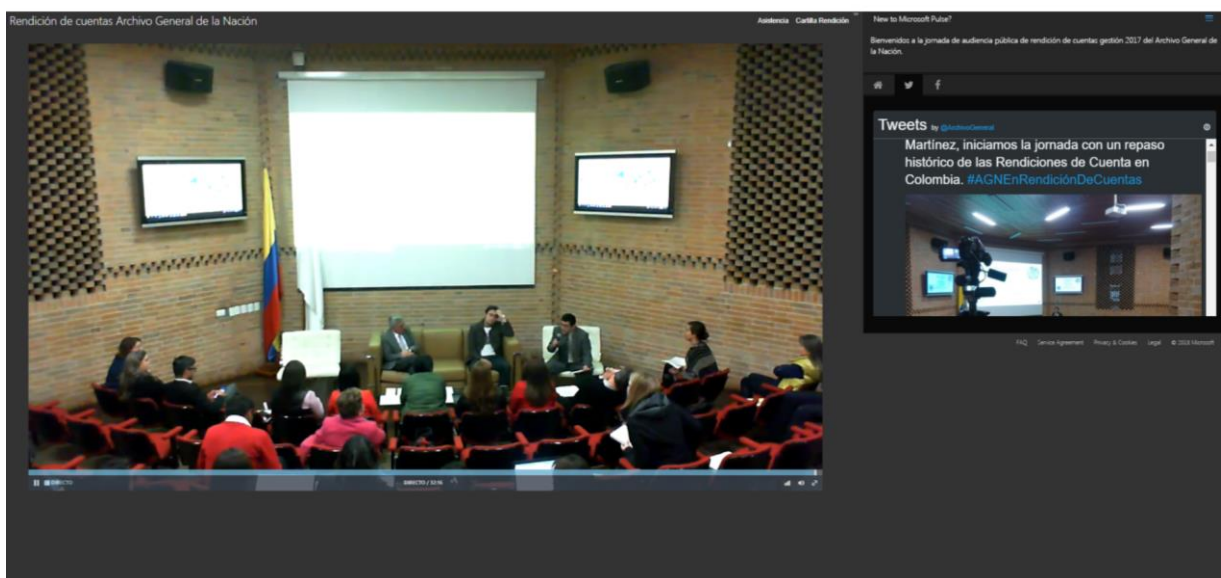 Rendición de cuentas Archivo General de la Nación
Asistencia Cartilla Rendición
New to Microsoft Pulse?
Bienvenidos a la jornada de audiencia pública de rendición de cuentas gestión 2017 del Archivo General de
la Nación.
Tweets by @ArchivoGeneral
Martínez, iniciamos la jornada con un repaso
histórico de las Rendiciones de Cuenta en
Colombia. #AGNEnRendiciónDeCuentas
FAQ Service Agreement Privacy & Cookies Legal © 2018 Microsoft
DIRECTO
DIRECTO / 52:16